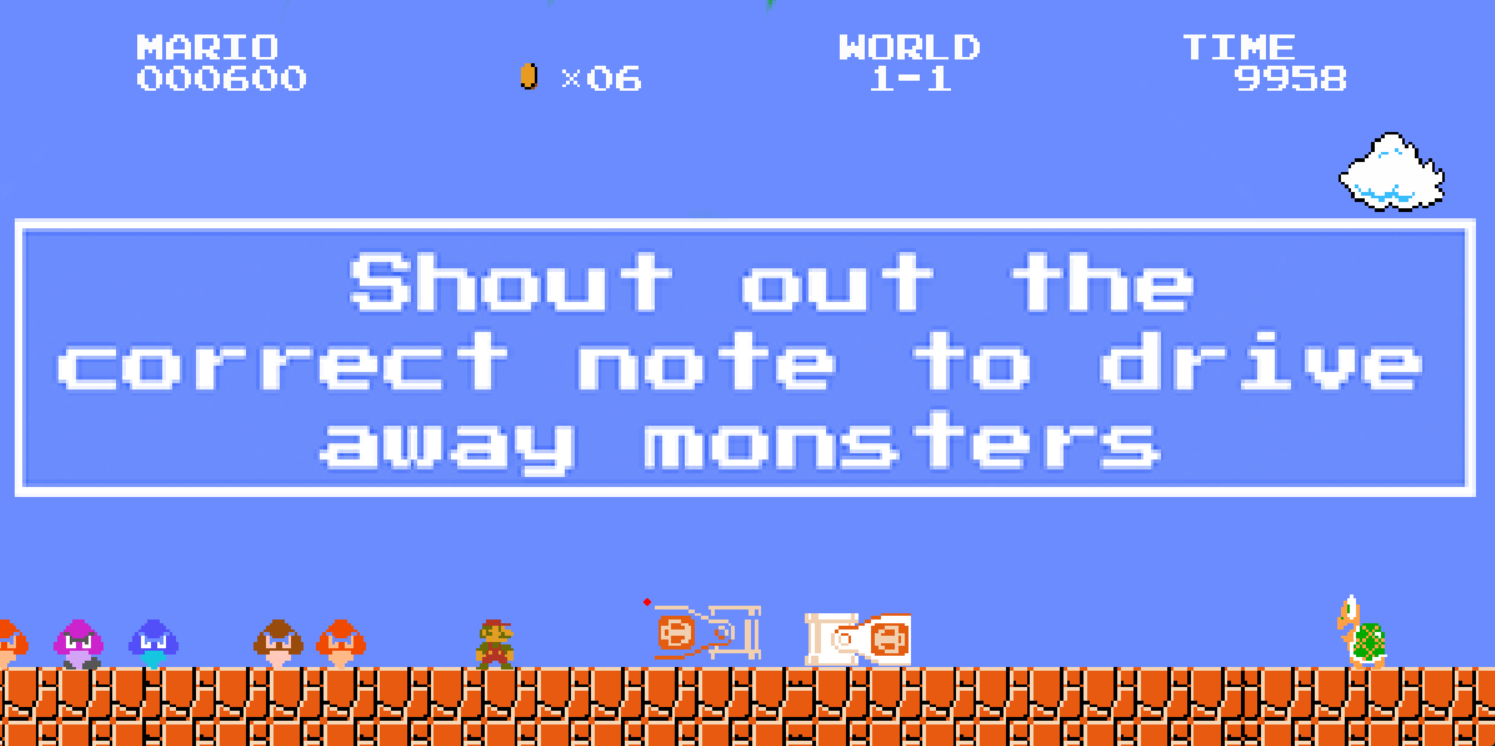 MARIO WORLD TIME
000600 ×06 1-1 9958
Shout out the
correct note to drive
away monsters